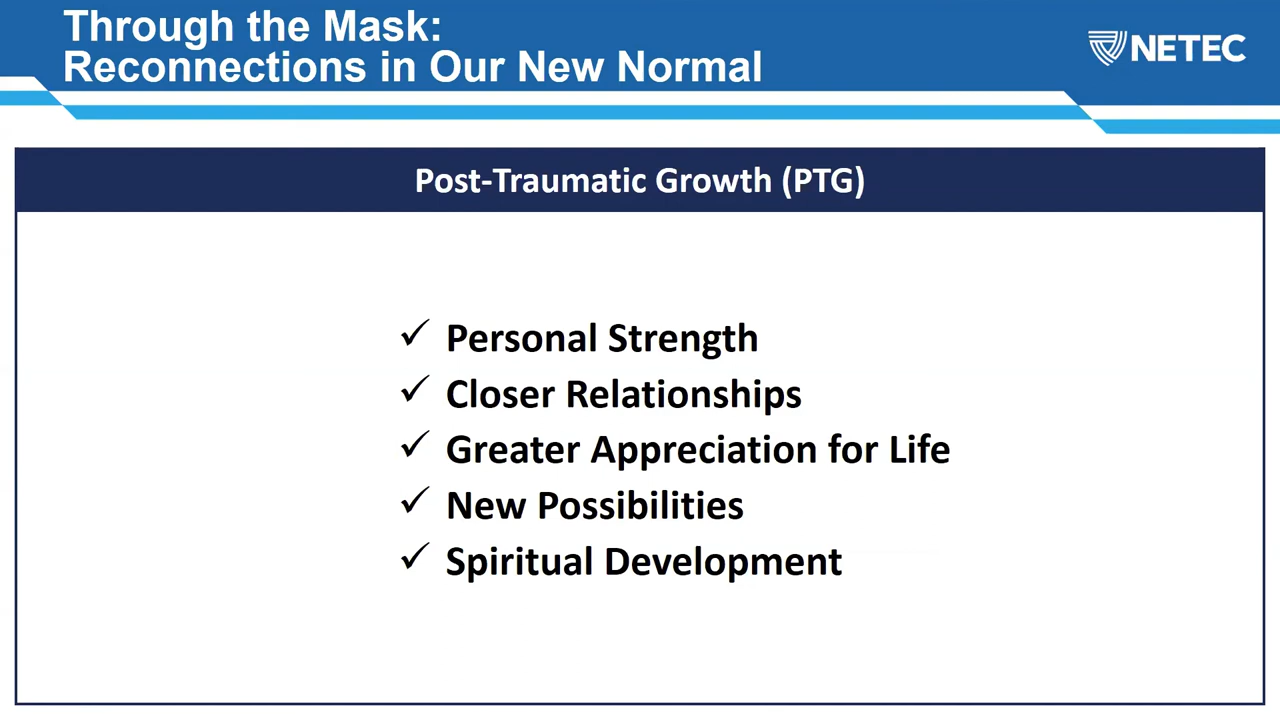 Through the Mask:
Reconnections in Our New Normal
NETEC
Post-Traumatic Growth (PTG)
✓ Personal Strength
✓ Closer Relationships
✓ Greater Appreciation for Life
✓ New Possibilities
✓ Spiritual Development